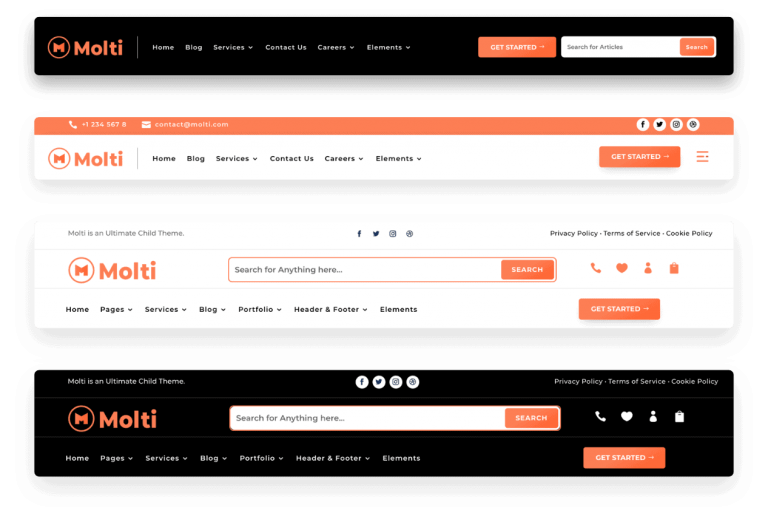 Molti Home Blog Services Contact Us Careers Elements GET STARTED → Search for Articles Search
+1 234 567 8 contact@molti.com
Molti Home Blog Services Contact Us Careers Elements GET STARTED →
Molti is an Ultimate Child Theme. Privacy Policy · Terms of Service · Cookie Policy
Molti Search for Anything here... SEARCH
Home Pages Services Blog Portfolio Header & Footer Elements GET STARTED →
Molti is an Ultimate Child Theme. Privacy Policy · Terms of Service · Cookie Policy
Molti Search for Anything here... SEARCH
Home Pages Services Blog Portfolio Header & Footer Elements GET STARTED →